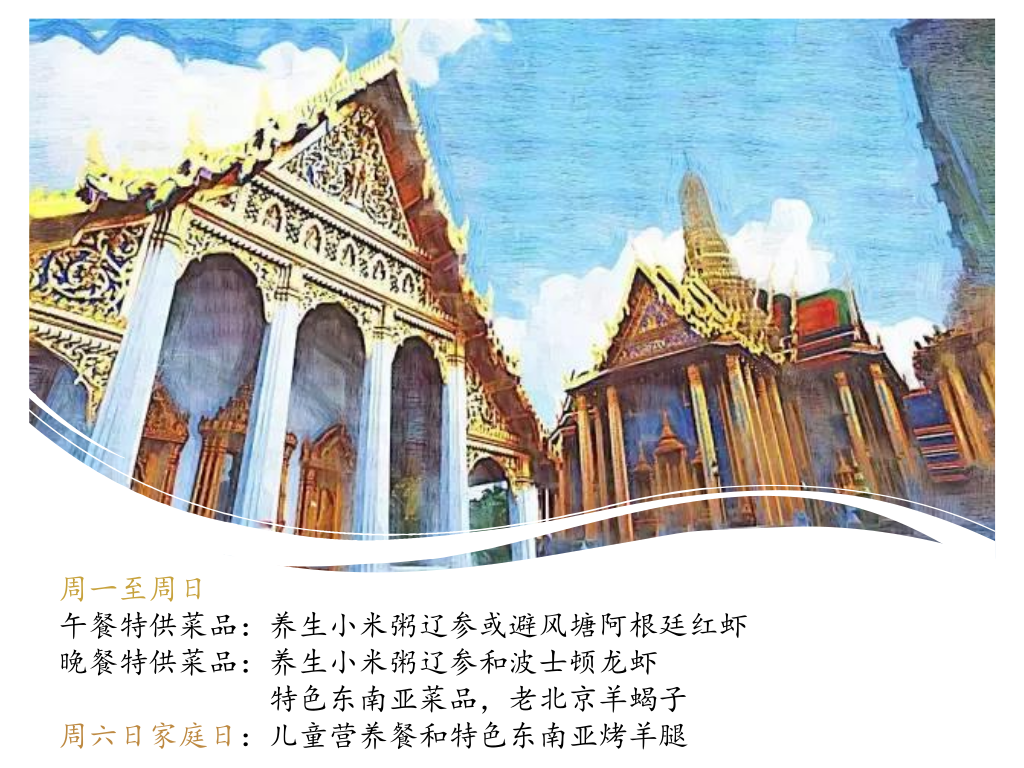 周一至周日
午餐特供菜品：养生小米粥辽参或避风塘阿根廷红虾
晚餐特供菜品：养生小米粥辽参和波士顿龙虾
特色东南亚菜品，老北京羊蝎子
周六日家庭日：儿童营养餐和特色东南亚烤羊腿